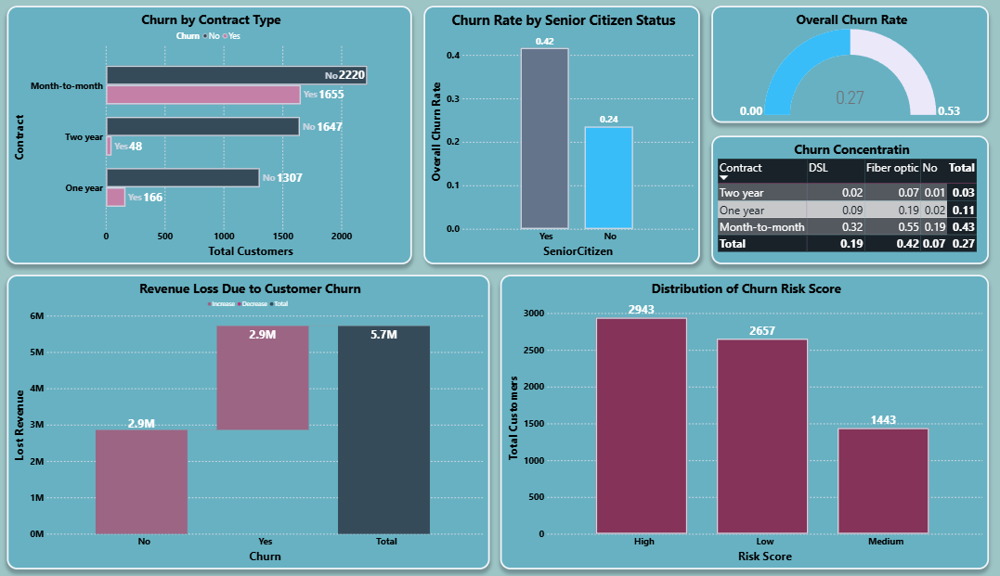 Churn by Contract Type
Churn No Yes
Contract
Month-to-month
No 2220
Yes 1655
Two year
No 1647
Yes 48
One year
No 1307
Yes 166
0 500 1000 1500 2000
Total Customers
Churn Rate by Senior Citizen Status
Overall Churn Rate
0.4
0.3
0.2
0.1
0.0
0.42
0.24
Yes No
SeniorCitizen
Overall Churn Rate
0.27
0.00 0.53
Churn Concentratin
Contract DSL Fiber optic No Total
Two year 0.02 0.07 0.01 0.03
One year 0.09 0.19 0.02 0.11
Month-to-month 0.32 0.55 0.19 0.43
Total 0.19 0.42 0.07 0.27
Revenue Loss Due to Customer Churn
Increase Decrease Total
Lost Revenue
6M
5M
4M
3M
2M
1M
0M
2.9M
2.9M
5.7M
No Yes Total
Churn
Distribution of Churn Risk Score
Total Customers
3000
2500
2000
1500
1000
500
0
2943
2657
1443
High Low Medium
Risk Score